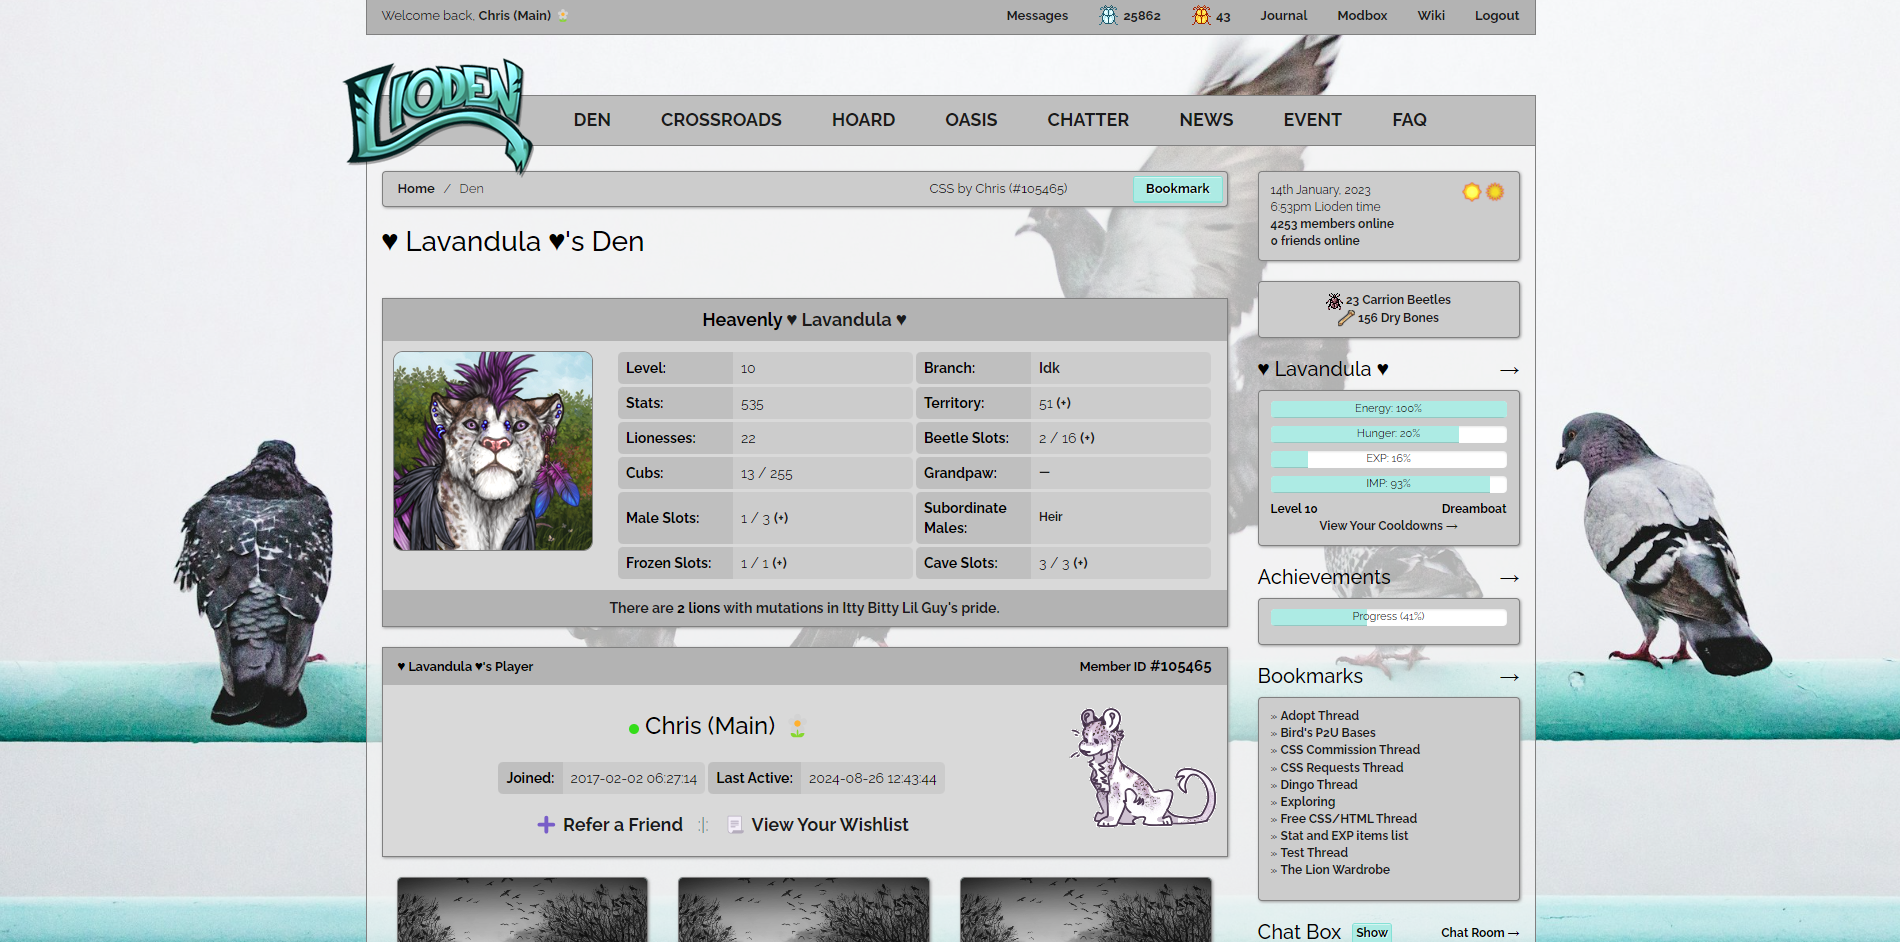 Welcome back, Chris (Main)
Messages 25862 43 Journal Modbox Wiki Logout
LIODEN
DEN CROSSROADS HOARD OASIS CHATTER NEWS EVENT FAQ
Home / Den CSS by Chris (#105465) Bookmark
♥ Lavandula ♥'s Den
Heavenly ♥ Lavandula ♥
Level: 10 Branch: Idk
Stats: 535 Territory: 51 (+)
Lionesses: 22 Beetle Slots: 2 / 16 (+)
Cubs: 13 / 255 Grandpaw: —
Male Slots: 1 / 3 (+) Subordinate Males: Heir
Frozen Slots: 1 / 1 (+) Cave Slots: 3 / 3 (+)
There are 2 lions with mutations in Itty Bitty Lil Guy's pride.
♥ Lavandula ♥'s Player Member ID #105465
Chris (Main)
Joined: 2017-02-02 06:27:14 Last Active: 2024-08-26 12:43:44
Refer a Friend :|: View Your Wishlist
14th January, 2023
6:53pm Lioden time
4253 members online
0 friends online
23 Carrion Beetles
156 Dry Bones
♥ Lavandula ♥ →
Energy: 100%
Hunger: 20%
EXP: 16%
IMP: 93%
Level 10 Dreamboat
View Your Cooldowns →
Achievements →
Progress (41%)
Bookmarks →
» Adopt Thread
» Bird's P2U Bases
» CSS Commission Thread
» CSS Requests Thread
» Dingo Thread
» Exploring
» Free CSS/HTML Thread
» Stat and EXP items list
» Test Thread
» The Lion Wardrobe
Chat Box Show Chat Room →